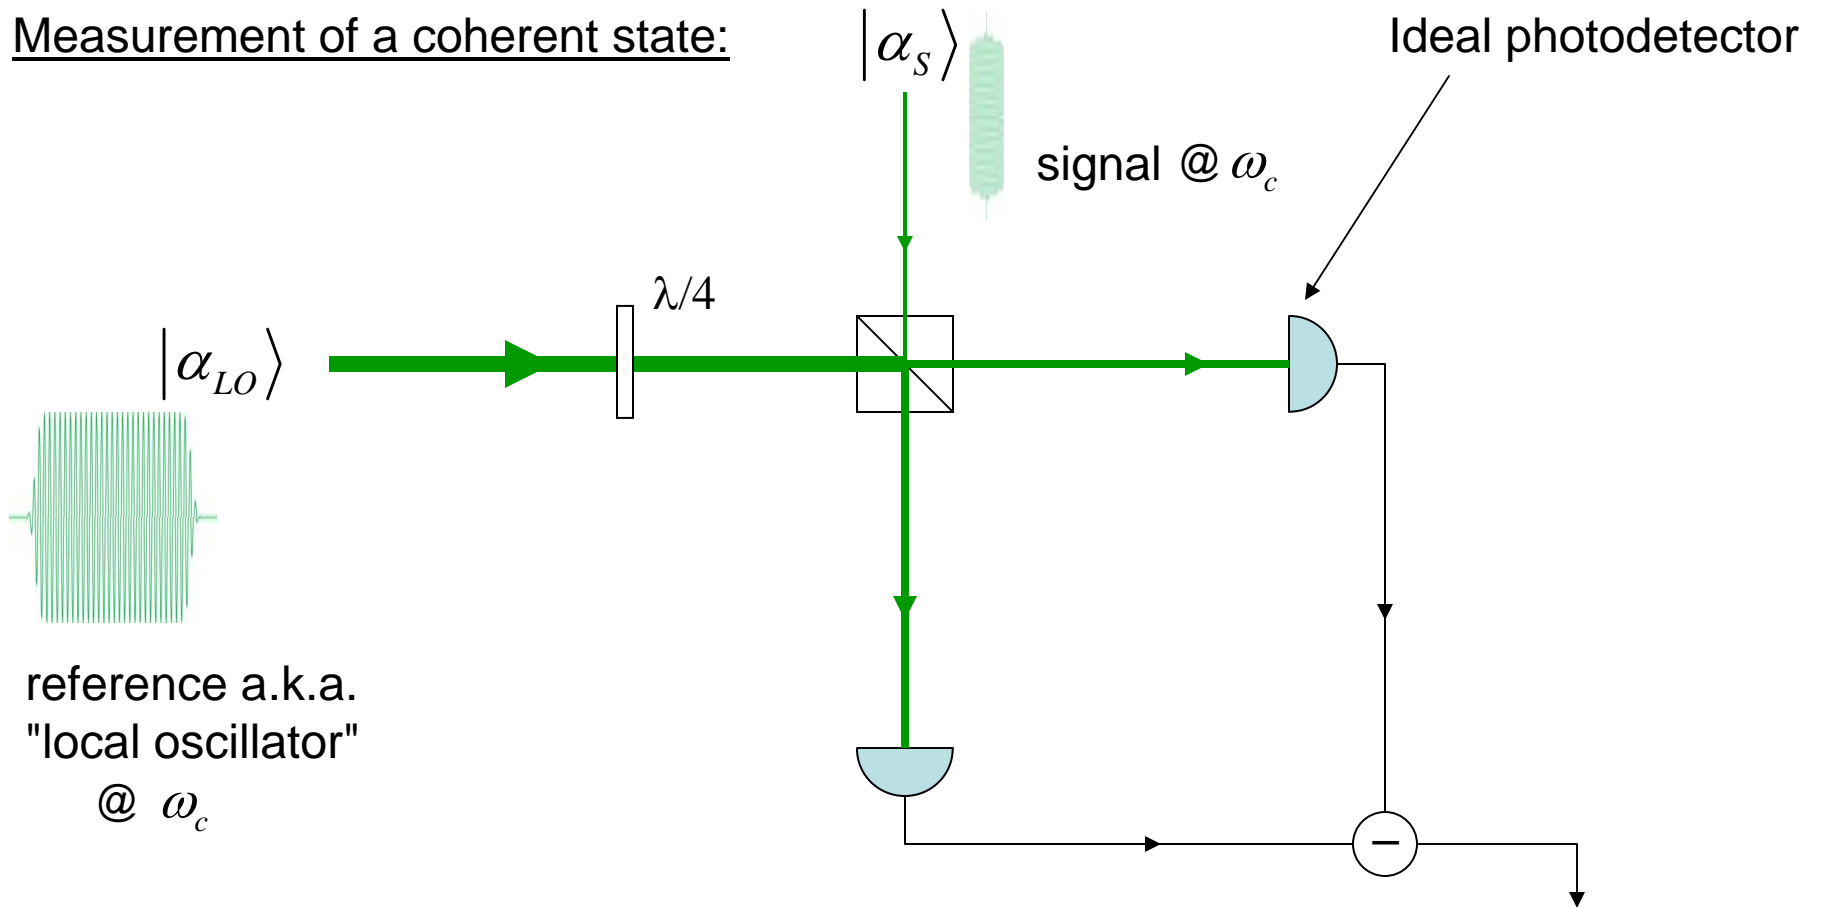 Measurement of a coherent state:
|α_S⟩
Ideal photodetector
signal @ ω_c
λ/4
|α_LO⟩
reference a.k.a.
"local oscillator"
@ ω_c
−